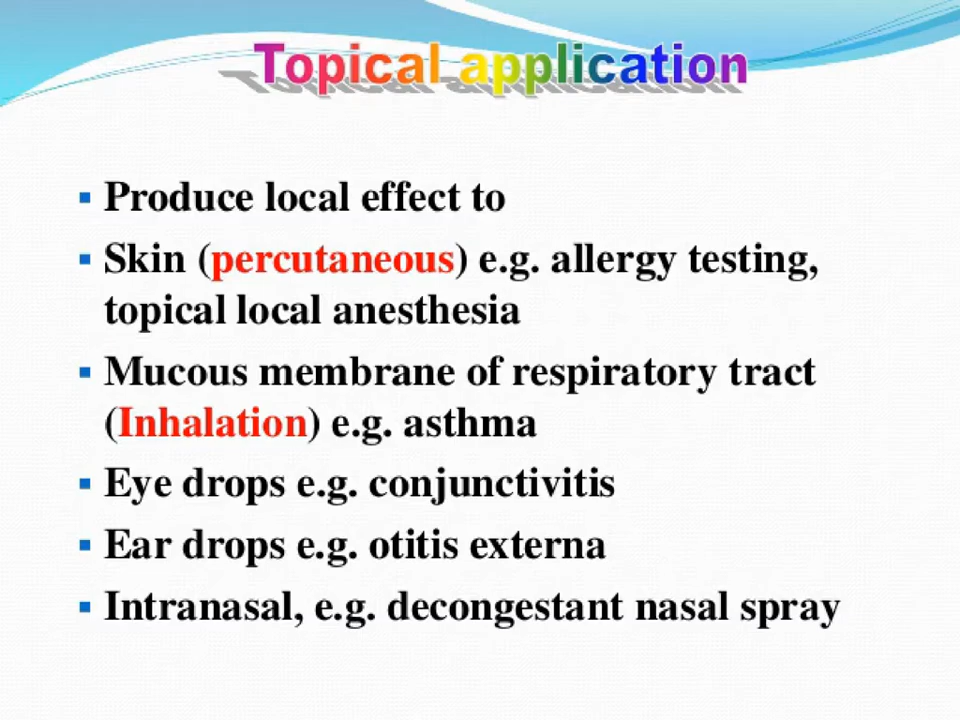 Topical application
▪ Produce local effect to
▪ Skin (percutaneous) e.g. allergy testing,
topical local anesthesia
▪ Mucous membrane of respiratory tract
(Inhalation) e.g. asthma
▪ Eye drops e.g. conjunctivitis
▪ Ear drops e.g. otitis externa
▪ Intranasal, e.g. decongestant nasal spray